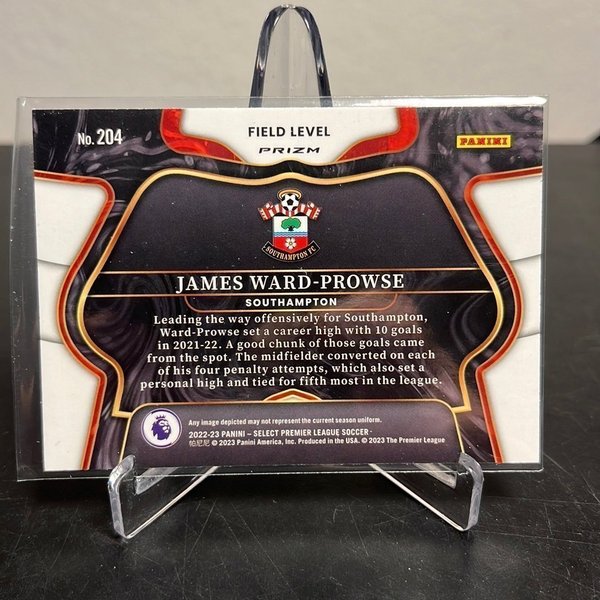 No. 204
FIELD LEVEL
PRIZM
PANINI
SOUTHAMPTON FC
JAMES WARD-PROWSE
SOUTHAMPTON
Leading the way offensively for Southampton,
Ward-Prowse set a career high with 10 goals
in 2021-22. A good chunk of those goals came
from the spot. The midfielder converted on each
of his four penalty attempts, which also set a
personal high and tied for fifth most in the league.
Any image depicted may not represent the current season uniform.
2022-23 PANINI – SELECT PREMIER LEAGUE SOCCER ·
帕尼尼 © 2023 Panini America, Inc. Produced in the USA. © 2023 The Premier League